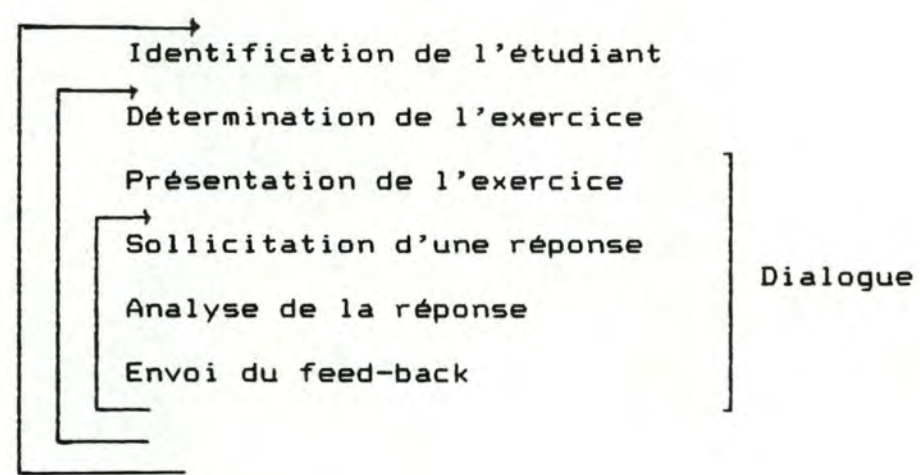 Identification de l'étudiant
Détermination de l'exercice
Présentation de l'exercice
Sollicitation d'une réponse
Dialogue
Analyse de la réponse
Envoi du feed-back